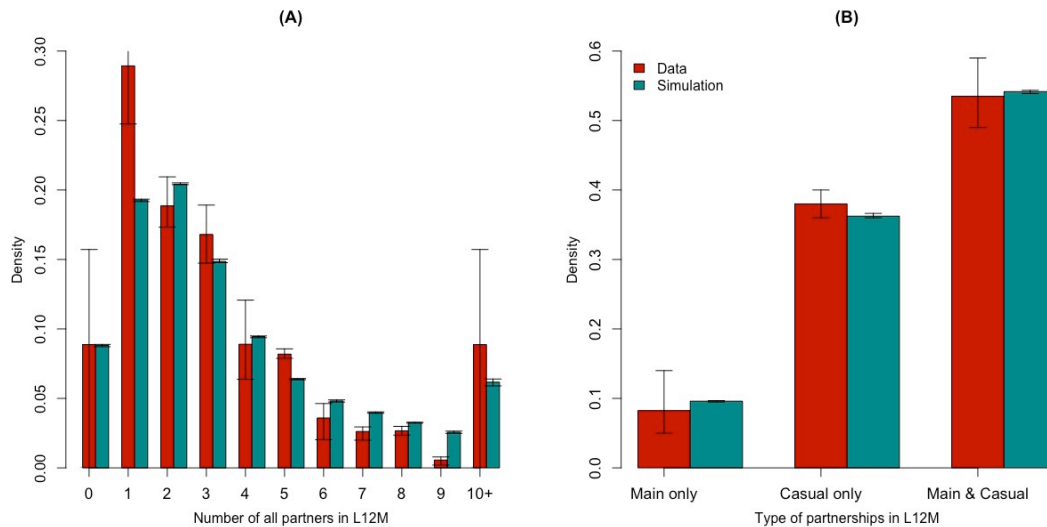 (A)
0.30
0.25
0.20
0.15
0.10
0.05
0.00
Density
0 1 2 3 4 5 6 7 8 9 10+
Number of all partners in L12M
(B)
Data
Simulation
0.6
0.5
0.4
0.3
0.2
0.1
0.0
Density
Main only Casual only Main & Casual
Type of partnerships in L12M